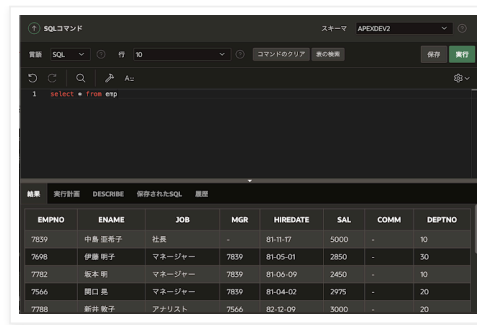 SQLコマンド スキーマ APEXDEV2
言語 SQL 行 10 コマンドのクリア 表の検索 保存 実行
A::
1 select * from emp
結果 実行計画 DESCRIBE 保存されたSQL 履歴
EMPNO ENAME JOB MGR HIREDATE SAL COMM DEPTNO
7839 中島 亜希子 社長 - 81-11-17 5000 - 10
7698 伊藤 明子 マネージャー 7839 81-05-01 2850 - 30
7782 坂本 明 マネージャー 7839 81-06-09 2450 - 10
7566 関口 晃 マネージャー 7839 81-04-02 2975 - 20
7788 新井 敦子 アナリスト 7566 82-12-09 3000 - 20